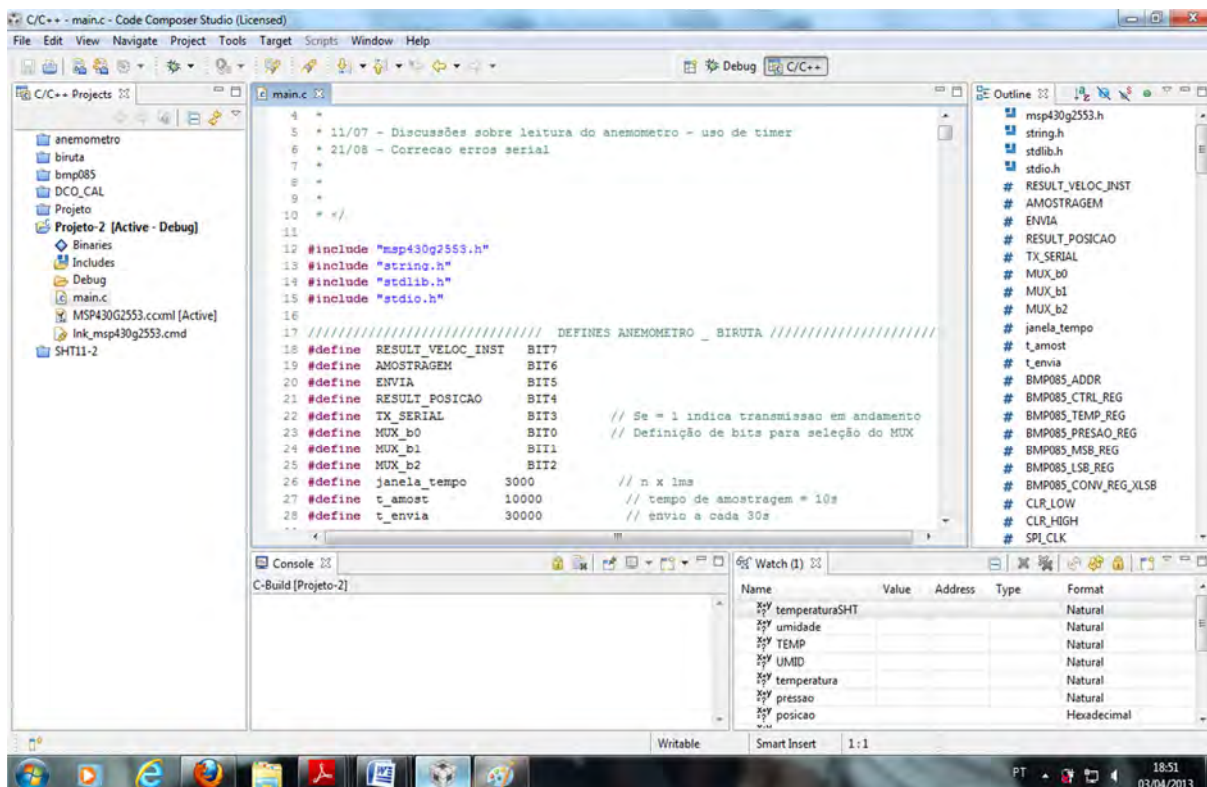 C/C++ - main.c - Code Composer Studio (Licensed)
File Edit View Navigate Project Tools Target Scripts Window Help
Debug C/C++
C/C++ Projects
anemometro
biruta
bmp085
DCO_CAL
Projeto
Projeto-2 [Active - Debug]
Binaries
Includes
Debug
main.c
MSP430G2553.ccxml [Active]
lnk_msp430g2553.cmd
SHT11-2
main.c
4 *
5 * 11/07 - Discussões sobre leitura do anemometro - uso de timer
6 * 21/08 - Correcao erros serial
7 *
8 *
9 *
10 * */
11
12 #include "msp430g2553.h"
13 #include "string.h"
14 #include "stdlib.h"
15 #include "stdio.h"
16
17 /////////////////////////////// DEFINES ANEMOMETRO _ BIRUTA //////////////////////
18 #define RESULT_VELOC_INST BIT7
19 #define AMOSTRAGEM BIT6
20 #define ENVIA BIT5
21 #define RESULT_POSICAO BIT4
22 #define TX_SERIAL BIT3 // Se = 1 indica transmissao em andamento
23 #define MUX_b0 BIT0 // Definição de bits para seleção do MUX
24 #define MUX_b1 BIT1
25 #define MUX_b2 BIT2
26 #define janela_tempo 3000 // n x 1ms
27 #define t_amost 10000 // tempo de amostragem = 10s
28 #define t_envia 30000 // envio a cada 30s
Outline
msp430g2553.h
string.h
stdlib.h
stdio.h
# RESULT_VELOC_INST
# AMOSTRAGEM
# ENVIA
# RESULT_POSICAO
# TX_SERIAL
# MUX_b0
# MUX_b1
# MUX_b2
# janela_tempo
# t_amost
# t_envia
# BMP085_ADDR
# BMP085_CTRL_REG
# BMP085_TEMP_REG
# BMP085_PRESAO_REG
# BMP085_MSB_REG
# BMP085_LSB_REG
# BMP085_CONV_REG_XLSB
# CLR_LOW
# CLR_HIGH
# SPI_CLK
Console
C-Build [Projeto-2]
Watch (1)
Name Value Address Type Format
temperaturaSHT Natural
umidade Natural
TEMP Natural
UMID Natural
temperatura Natural
pressao Natural
posicao Hexadecimal
Writable Smart Insert 1:1
PT 18:51
03/04/2013